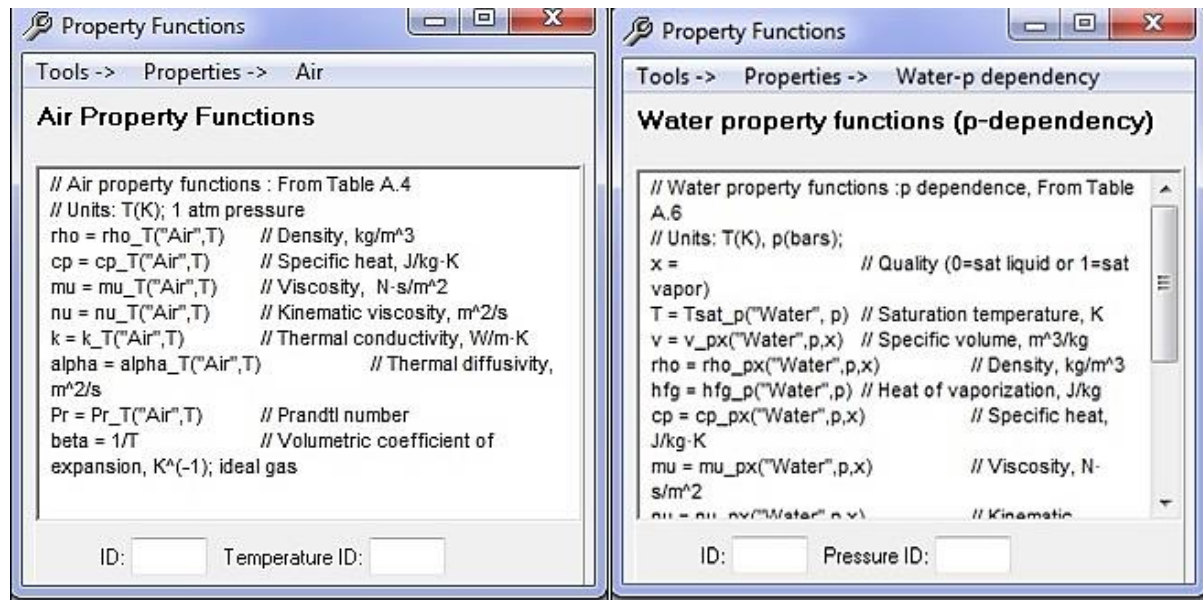 Property Functions
Tools -> Properties -> Air
Air Property Functions
// Air property functions : From Table A.4
// Units: T(K); 1 atm pressure
rho = rho_T("Air",T) // Density, kg/m^3
cp = cp_T("Air",T) // Specific heat, J/kg·K
mu = mu_T("Air",T) // Viscosity, N·s/m^2
nu = nu_T("Air",T) // Kinematic viscosity, m^2/s
k = k_T("Air",T) // Thermal conductivity, W/m·K
alpha = alpha_T("Air",T) // Thermal diffusivity,
m^2/s
Pr = Pr_T("Air",T) // Prandtl number
beta = 1/T // Volumetric coefficient of
expansion, K^(-1); ideal gas
ID: Temperature ID:
Property Functions
Tools -> Properties -> Water-p dependency
Water property functions (p-dependency)
// Water property functions :p dependence, From Table
A.6
// Units: T(K), p(bars);
x = // Quality (0=sat liquid or 1=sat
vapor)
T = Tsat_p("Water", p) // Saturation temperature, K
v = v_px("Water",p,x) // Specific volume, m^3/kg
rho = rho_px("Water",p,x) // Density, kg/m^3
hfg = hfg_p("Water",p) // Heat of vaporization, J/kg
cp = cp_px("Water",p,x) // Specific heat,
J/kg·K
mu = mu_px("Water",p,x) // Viscosity, N·
s/m^2
nu = nu_px("Water",p,x) // Kinematic
ID: Pressure ID: